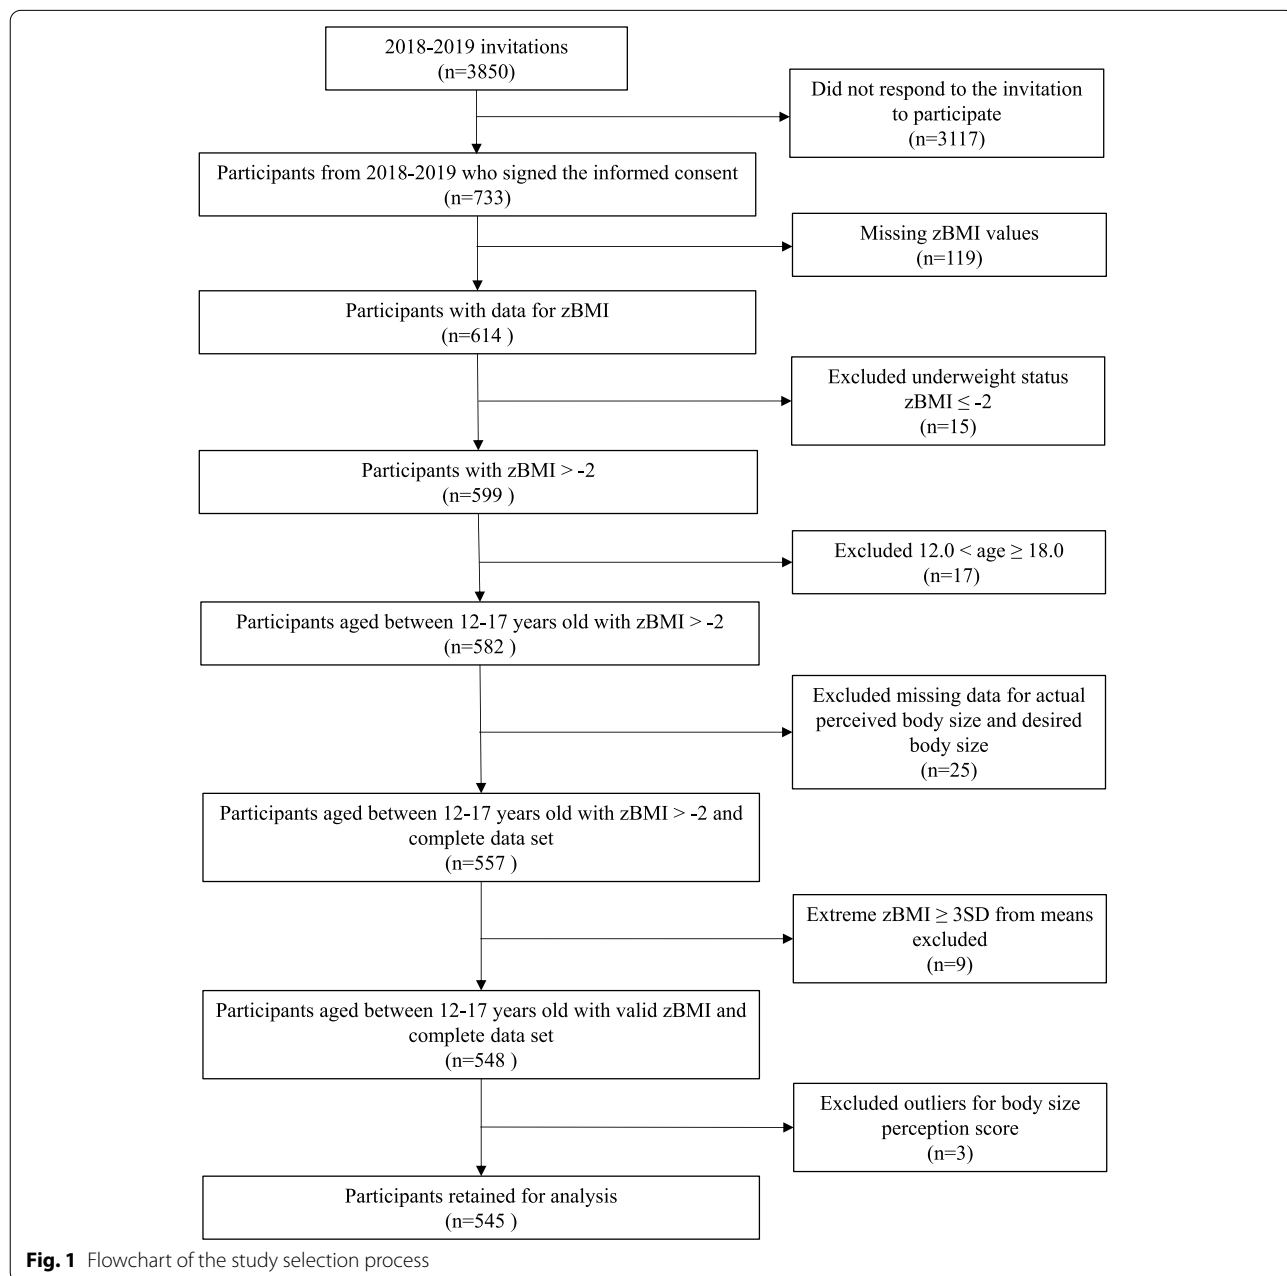 2018-2019 invitations
(n=3850)
Did not respond to the invitation
to participate
(n=3117)
Participants from 2018-2019 who signed the informed consent
(n=733)
Missing zBMI values
(n=119)
Participants with data for zBMI
(n=614 )
Excluded underweight status
zBMI ≤ -2
(n=15)
Participants with zBMI > -2
(n=599 )
Excluded 12.0 < age ≥ 18.0
(n=17)
Participants aged between 12-17 years old with zBMI > -2
(n=582 )
Excluded missing data for actual
perceived body size and desired
body size
(n=25)
Participants aged between 12-17 years old with zBMI > -2 and
complete data set
(n=557 )
Extreme zBMI ≥ 3SD from means
excluded
(n=9)
Participants aged between 12-17 years old with valid zBMI and
complete data set
(n=548 )
Excluded outliers for body size
perception score
(n=3)
Participants retained for analysis
(n=545 )
Fig. 1 Flowchart of the study selection process